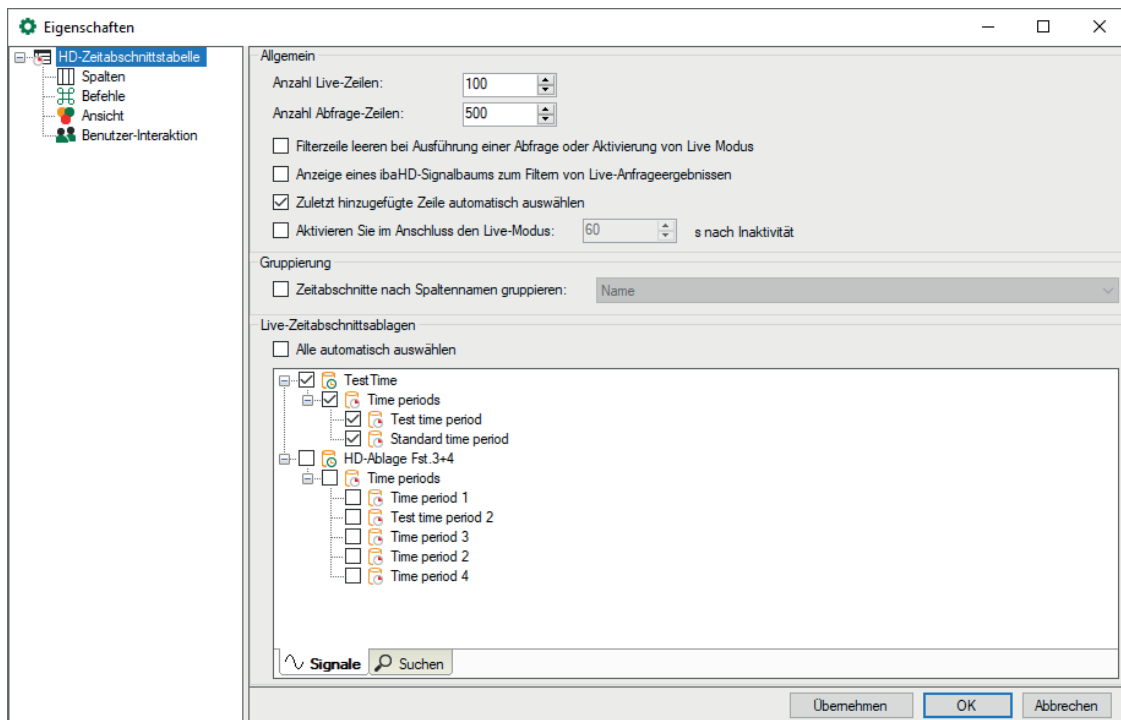 Eigenschaften
HD-Zeitabschnittstabelle
Spalten
Befehle
Ansicht
Benutzer-Interaktion
Allgemein
Anzahl Live-Zeilen: 100
Anzahl Abfrage-Zeilen: 500
Filterzeile leeren bei Ausführung einer Abfrage oder Aktivierung von Live Modus
Anzeige eines ibaHD-Signalbaums zum Filtern von Live-Anfrageergebnissen
Zuletzt hinzugefügte Zeile automatisch auswählen
Aktivieren Sie im Anschluss den Live-Modus: 60 s nach Inaktivität
Gruppierung
Zeitabschnitte nach Spaltennamen gruppieren: Name
Live-Zeitabschnittsablagen
Alle automatisch auswählen
TestTime
Time periods
Test time period
Standard time period
HD-Ablage Fst.3+4
Time periods
Time period 1
Test time period 2
Time period 3
Time period 2
Time period 4
Signale Suchen
Übernehmen OK Abbrechen